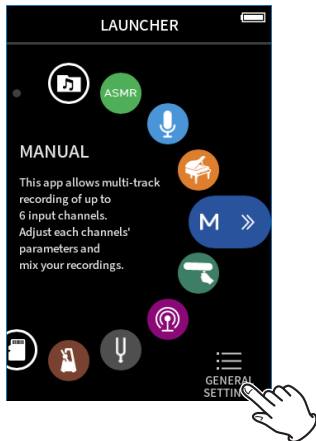 LAUNCHER
ASMR
MANUAL
This app allows multi-track
recording of up to
6 input channels.
Adjust each channels'
parameters and
mix your recordings.
M
GENERAL